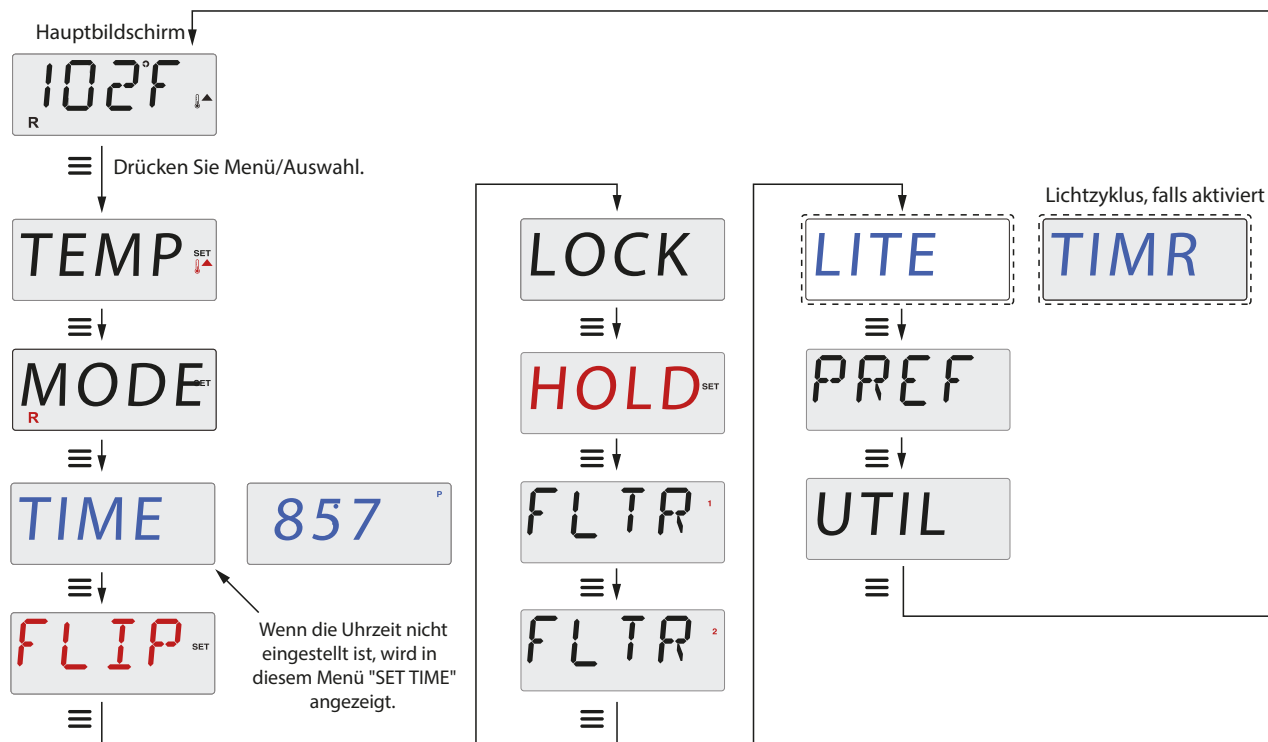 Hauptbildschirm
102°F
R
Drücken Sie Menü/Auswahl.
TEMP SET
MODE SET
R
TIME
857 P
Wenn die Uhrzeit nicht
eingestellt ist, wird in
diesem Menü "SET TIME"
angezeigt.
FLIP SET
LOCK
HOLD SET
FLTR 1
FLTR 2
Lichtzyklus, falls aktiviert
LITE
TIMR
PREF
UTIL